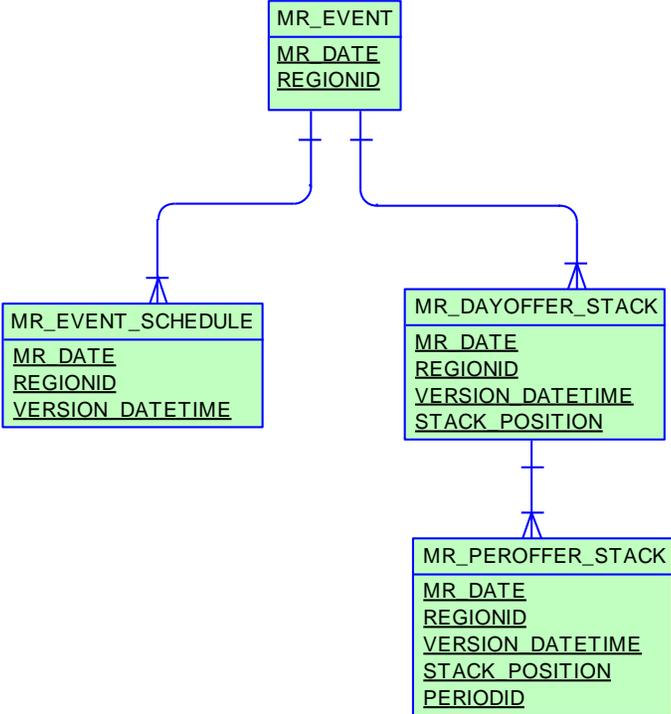 MR_EVENT
MR_DATE
REGIONID
MR_EVENT_SCHEDULE
MR_DATE
REGIONID
VERSION_DATETIME
MR_DAYOFFER_STACK
MR_DATE
REGIONID
VERSION_DATETIME
STACK_POSITION
MR_PEROFFER_STACK
MR_DATE
REGIONID
VERSION_DATETIME
STACK_POSITION
PERIODID